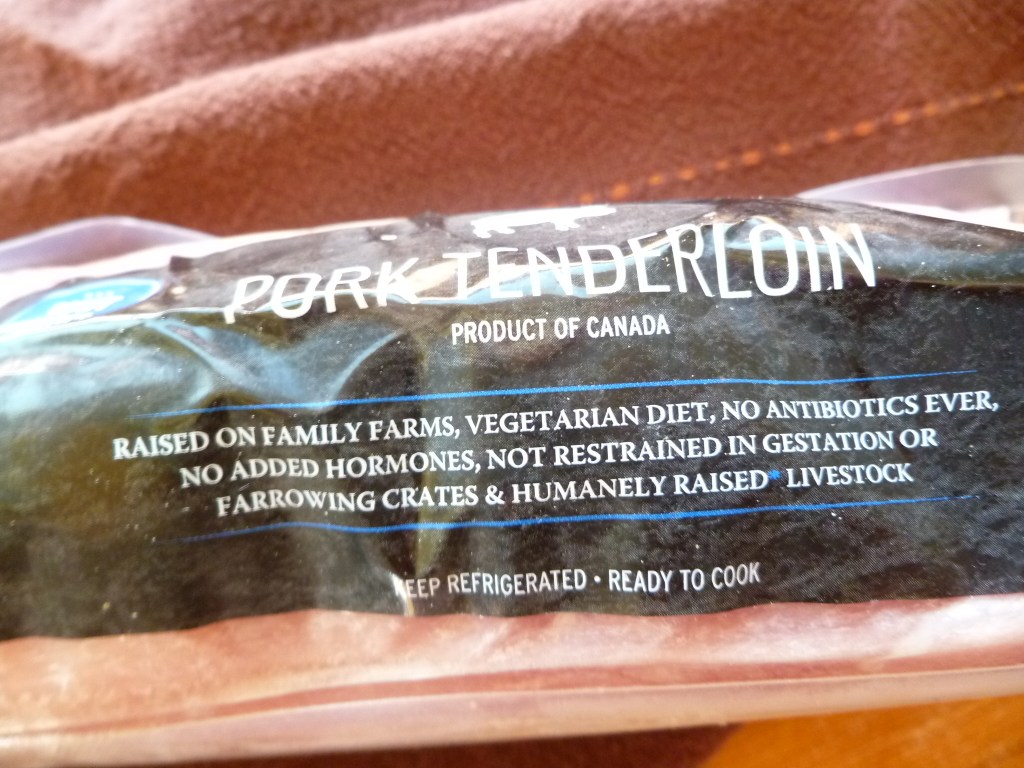 PORK TENDERLOIN
PRODUCT OF CANADA
RAISED ON FAMILY FARMS, VEGETARIAN DIET, NO ANTIBIOTICS EVER,
NO ADDED HORMONES, NOT RESTRAINED IN GESTATION OR
FARROWING CRATES & HUMANELY RAISED* LIVESTOCK
KEEP REFRIGERATED • READY TO COOK